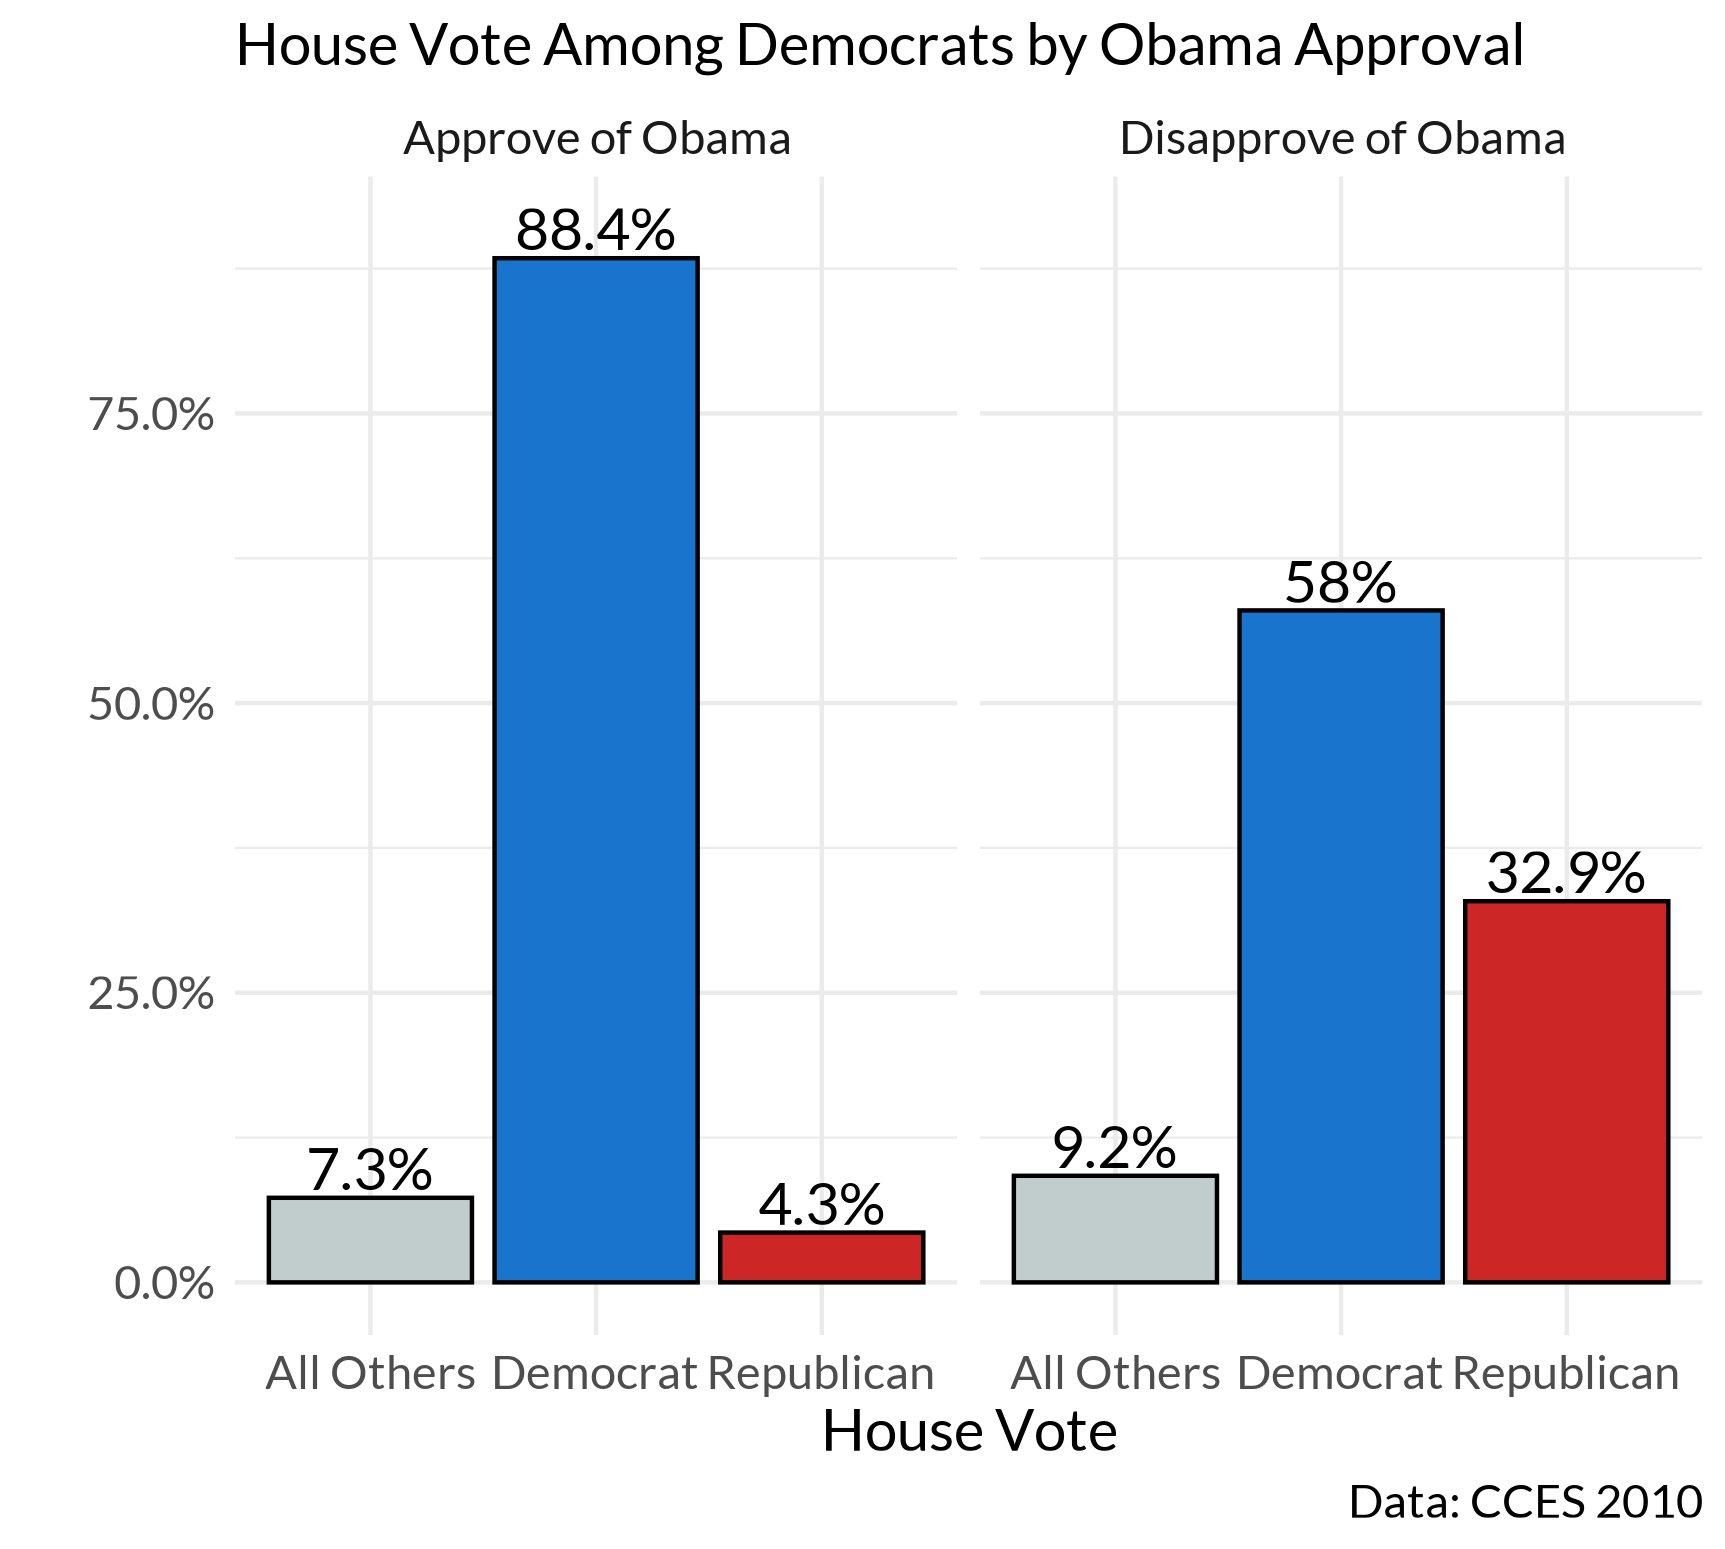 House Vote Among Democrats by Obama Approval
Approve of Obama
Disapprove of Obama
88.4%
75.0%
58%
50.0%
32.9%
25.0%
9.2%
7.3%
4.3%
0.0%
All Others Democrat Republican
All Others Democrat Republican
House Vote
Data: CCES 2010